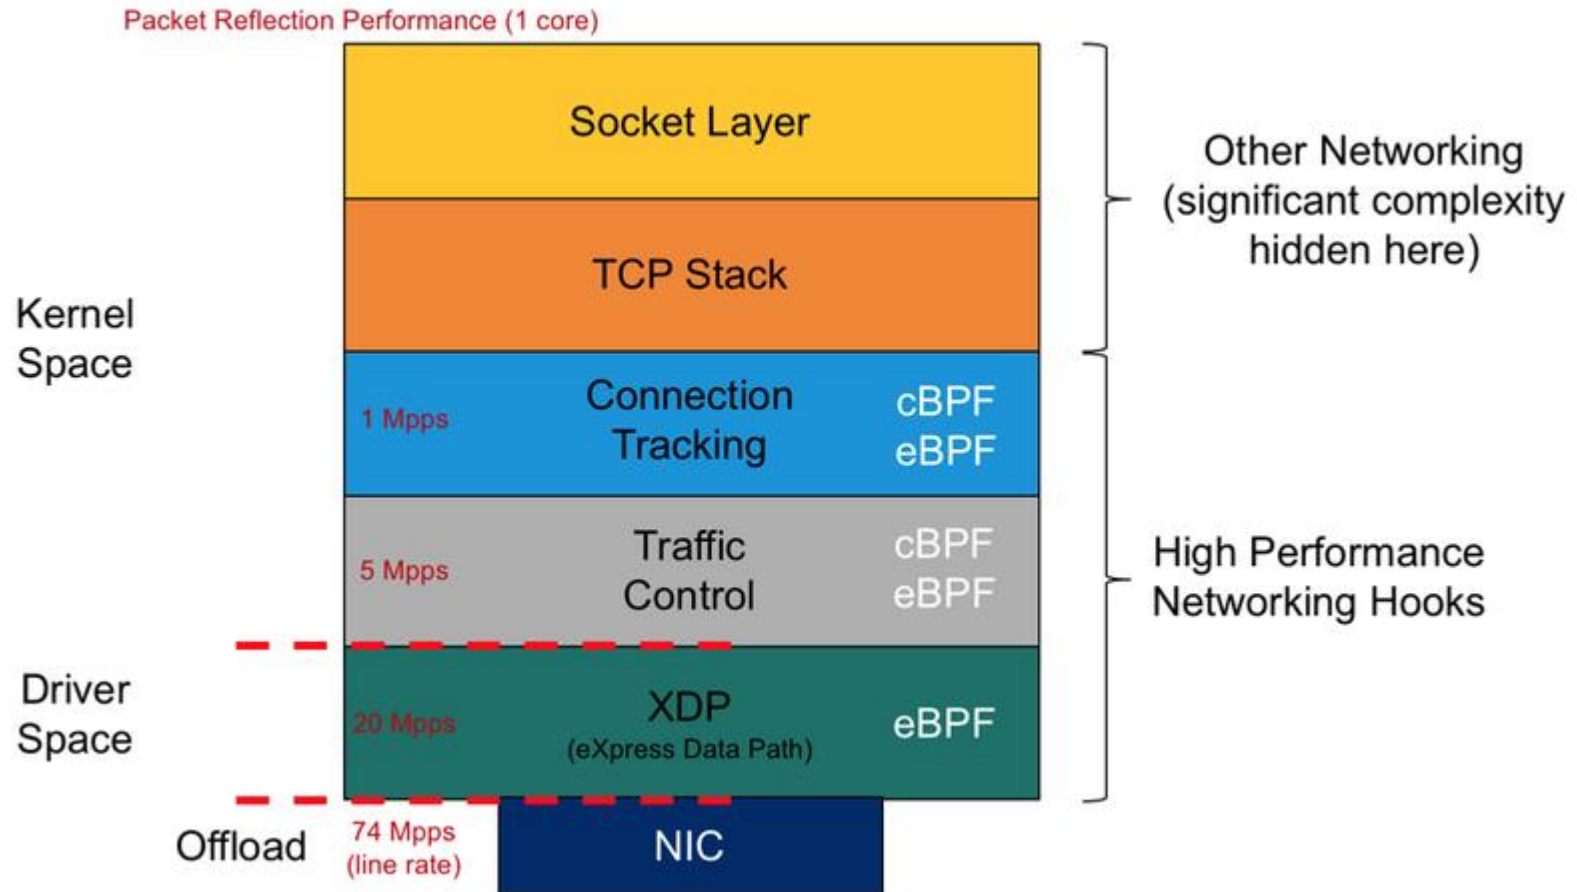 Packet Reflection Performance (1 core)
Socket Layer
Other Networking
(significant complexity
hidden here)
TCP Stack
Kernel
Space
1 Mpps
Connection
Tracking
cBPF
eBPF
5 Mpps
Traffic
Control
cBPF
eBPF
High Performance
Networking Hooks
Driver
Space
20 Mpps
XDP
(eXpress Data Path)
eBPF
Offload
74 Mpps
(line rate)
NIC